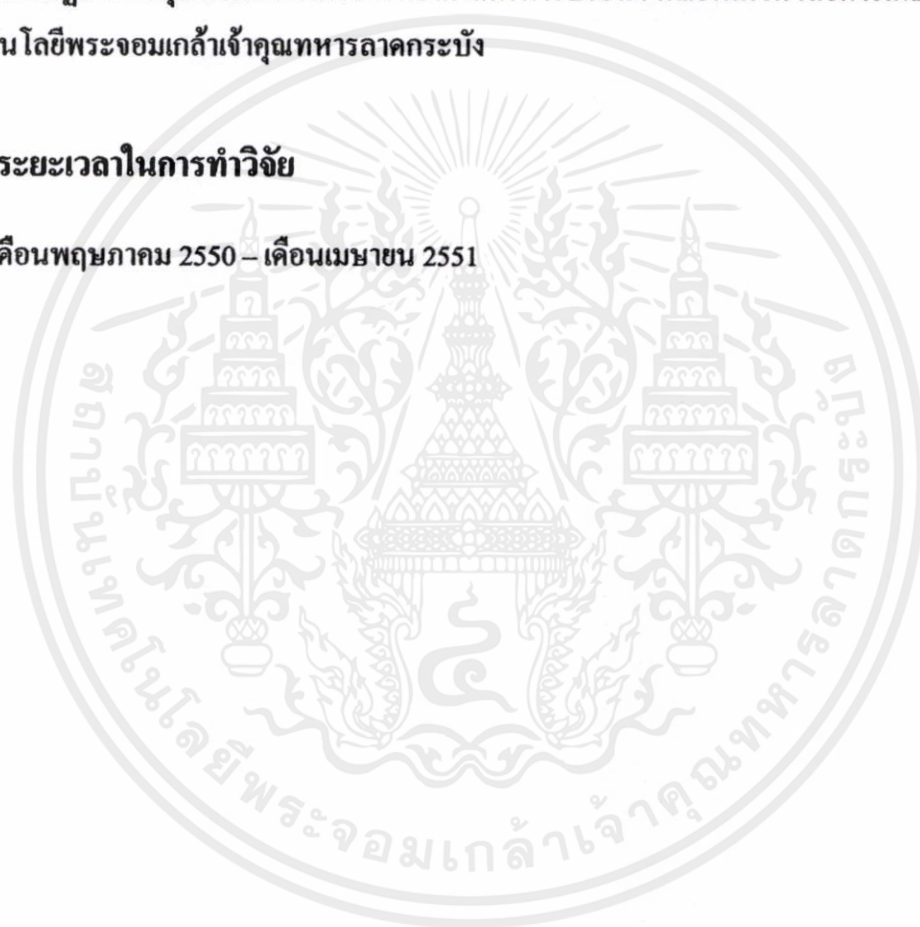 นโลยีพระจอมเกล้าเจ้าคุณทหารลาดกระบัง
ระยะเวลาในการทำวิจัย
ดือนพฤษภาคม 2550 – เดือนเมษายน 2551
สถาบันเทคโนโลยีพระจอมเกล้าเจ้าคุณทหารลาดกระบัง
๔